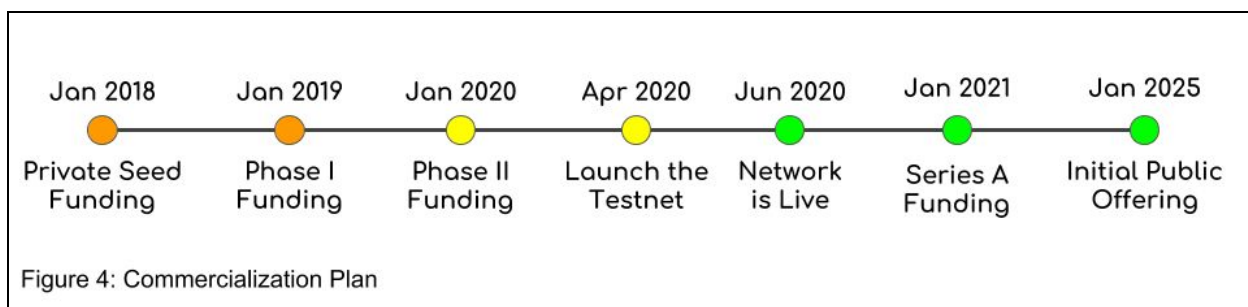 Jan 2018
Jan 2019
Jan 2020
Apr 2020
Jun 2020
Jan 2021
Jan 2025
Private Seed
Funding
Phase I
Funding
Phase II
Funding
Launch the
Testnet
Network
is Live
Series A
Funding
Initial Public
Offering
Figure 4: Commercialization Plan